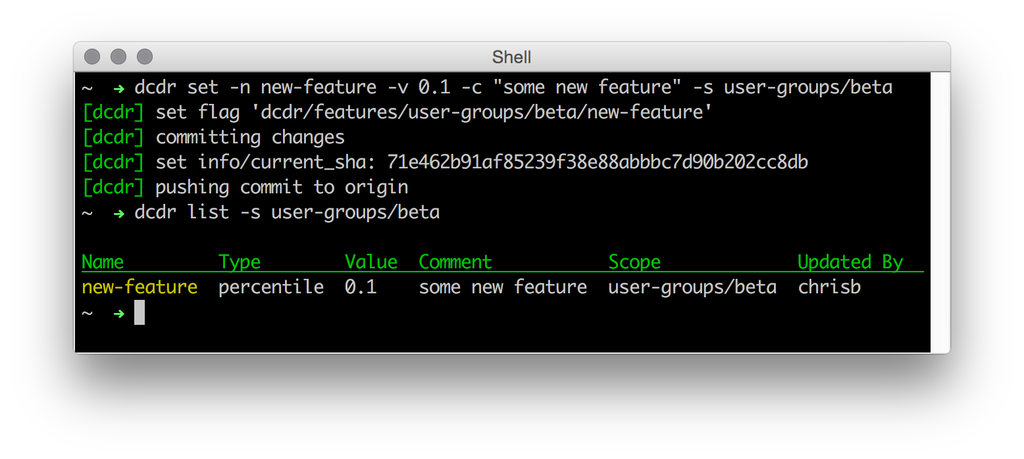 Shell
~ ➜ dcdr set -n new-feature -v 0.1 -c "some new feature" -s user-groups/beta
[dcdr] set flag 'dcdr/features/user-groups/beta/new-feature'
[dcdr] committing changes
[dcdr] set info/current_sha: 71e462b91af85239f38e88abbbc7d90b202cc8db
[dcdr] pushing commit to origin
~ ➜ dcdr list -s user-groups/beta
Name Type Value Comment Scope Updated By
new-feature percentile 0.1 some new feature user-groups/beta chrisb
~ ➜